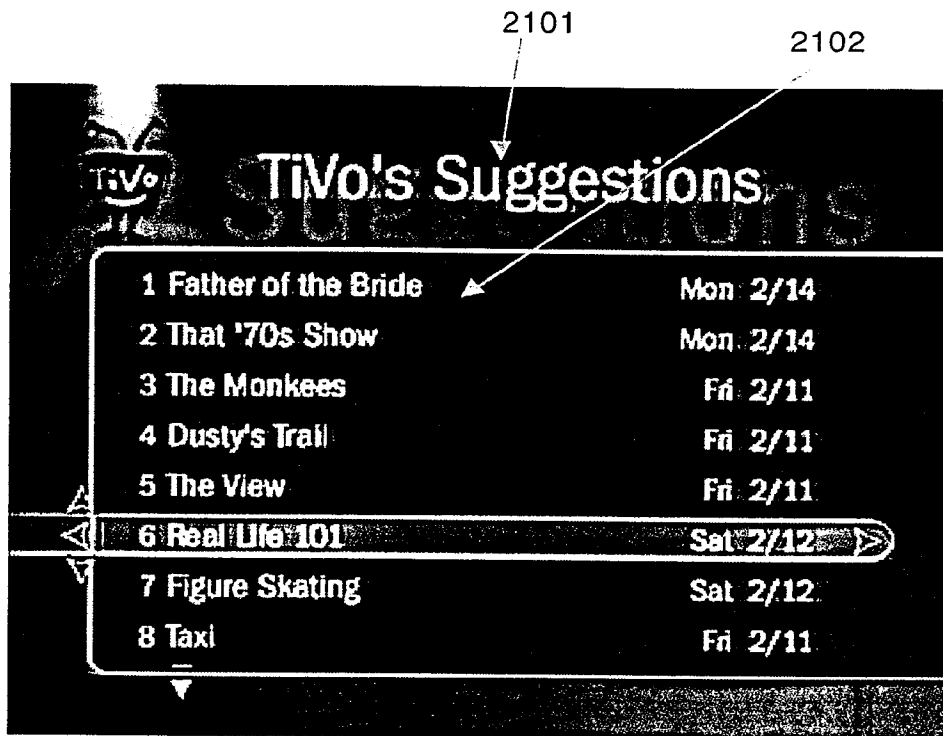 2101
2102
TiVo
TiVo's Suggestions
Suggestions
1 Father of the Bride Mon 2/14
2 That '70s Show Mon 2/14
3 The Monkees Fri 2/11
4 Dusty's Trail Fri 2/11
5 The View Fri 2/11
6 Real Life 101 Sat 2/12
7 Figure Skating Sat 2/12
8 Taxi Fri 2/11